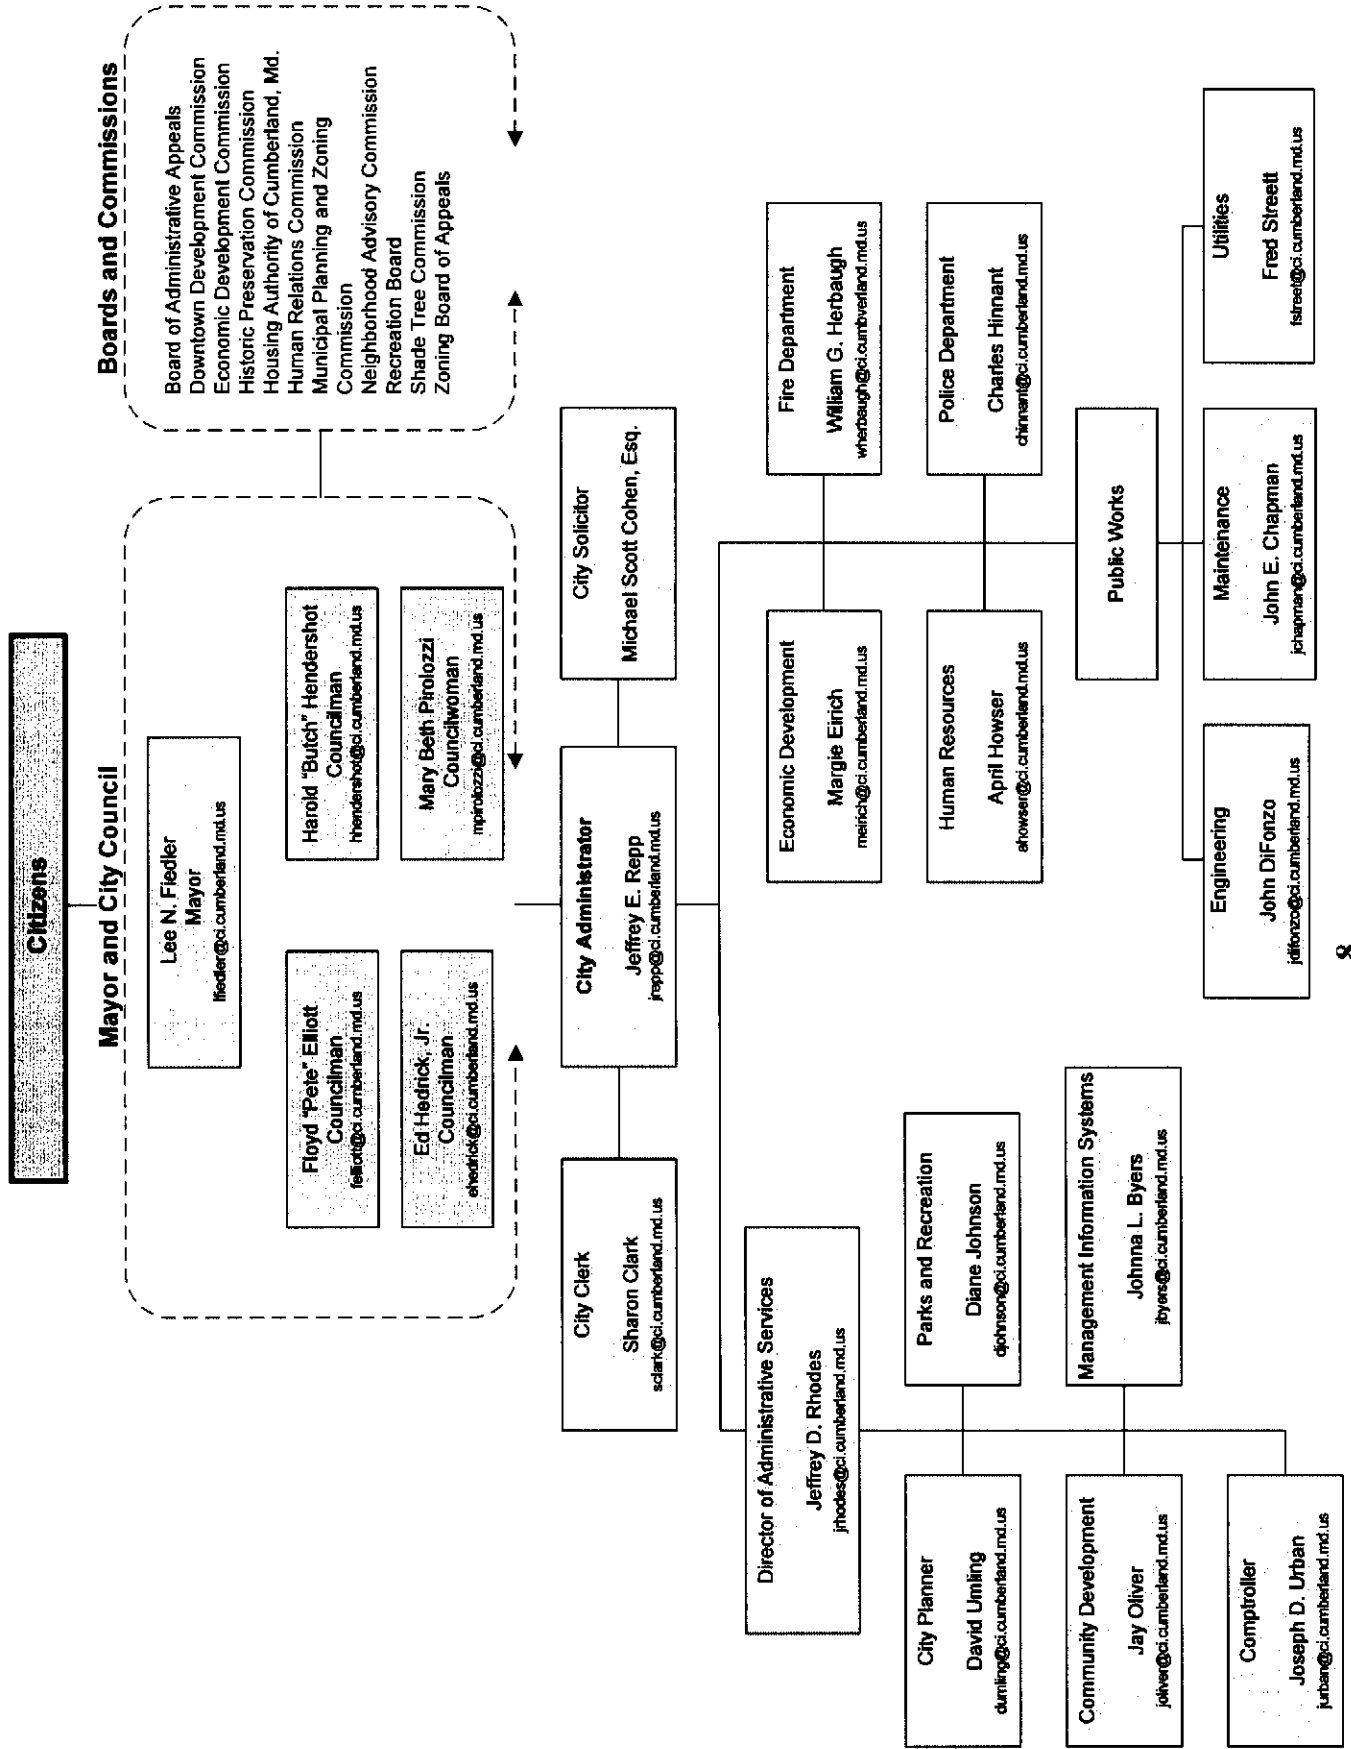 Citizens
Mayor and City Council
Lee N. Fiedler
Mayor
lfiedler@ci.cumberland.md.us
Floyd "Pete" Elliott
Councilman
felliott@ci.cumberland.md.us
Harold "Butch" Hendershot
Councilman
hhendershot@ci.cumberland.md.us
Ed Hedrick, Jr.
Councilman
ehedrick@ci.cumberland.md.us
Mary Beth Pirolozzi
Councilwoman
mpirolozzi@ci.cumberland.md.us
Boards and Commissions
Board of Administrative Appeals
Downtown Development Commission
Economic Development Commission
Historic Preservation Commission
Housing Authority of Cumberland, Md.
Human Relations Commission
Municipal Planning and Zoning
Commission
Neighborhood Advisory Commission
Recreation Board
Shade Tree Commission
Zoning Board of Appeals
City Clerk
Sharon Clark
sclark@ci.cumberland.md.us
City Administrator
Jeffrey E. Repp
jrepp@ci.cumberland.md.us
City Solicitor
Michael Scott Cohen, Esq.
Director of Administrative Services
Jeffrey D. Rhodes
jrhodes@ci.cumberland.md.us
Economic Development
Margie Eirich
meirich@ci.cumberland.md.us
Fire Department
William G. Herbaugh
wherbaugh@ci.cumbverland.md.us
City Planner
David Umling
dumling@ci.cumberland.md.us
Parks and Recreation
Diane Johnson
djohnson@ci.cumberland.md.us
Human Resources
April Howser
ahowser@ci.cumberland.md.us
Police Department
Charles Hinnant
chinnant@ci.cumberland.md.us
Community Development
Jay Oliver
joliver@ci.cumberland.md.us
Management Information Systems
Johnna L. Byers
jbyers@ci.cumberland.md.us
Public Works
Comptroller
Joseph D. Urban
jurban@ci.cumberland.md.us
Engineering
John DiFonzo
jdifonzo@ci.cumberland.md.us
Maintenance
John E. Chapman
jchapman@ci.cumberland.md.us
Utilities
Fred Streett
fstreet@ci.cumberland.md.us
8